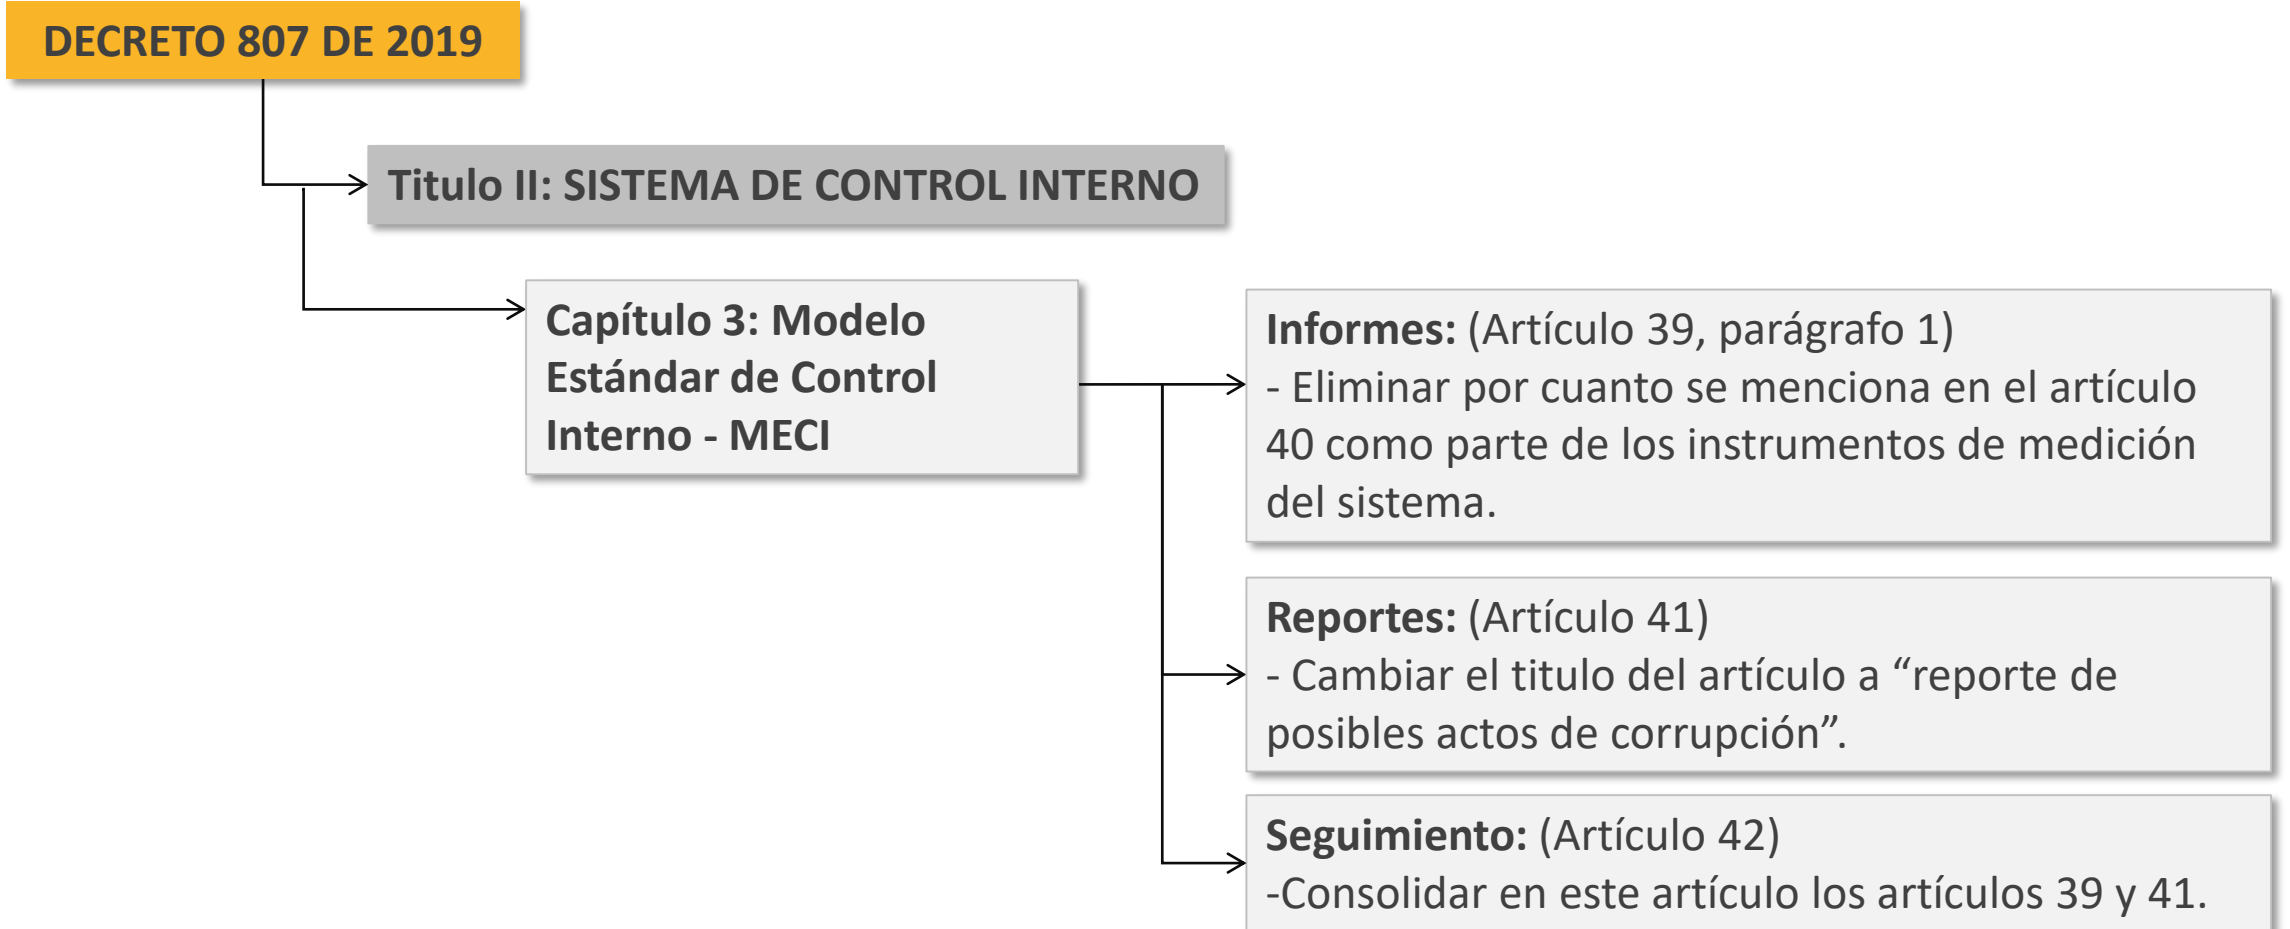 DECRETO 807 DE 2019
Titulo II: SISTEMA DE CONTROL INTERNO
Capítulo 3: Modelo
Estándar de Control
Interno - MECI
Informes: (Artículo 39, parágrafo 1)
- Eliminar por cuanto se menciona en el artículo
40 como parte de los instrumentos de medición
del sistema.
Reportes: (Artículo 41)
- Cambiar el titulo del artículo a “reporte de
posibles actos de corrupción”.
Seguimiento: (Artículo 42)
-Consolidar en este artículo los artículos 39 y 41.